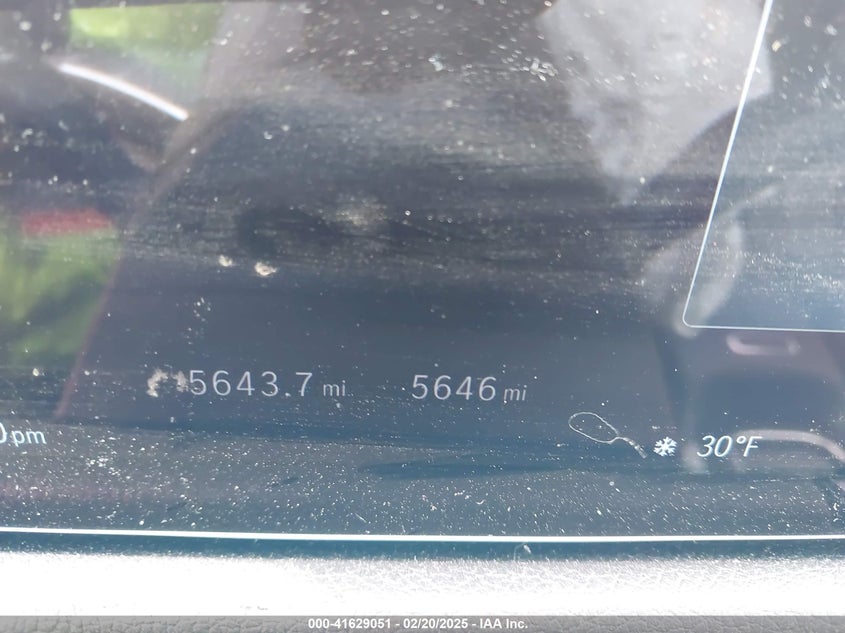 5643.7 mi 5646 mi
pm 30°F
000-41629051 - 02/20/2025 - IAA Inc.